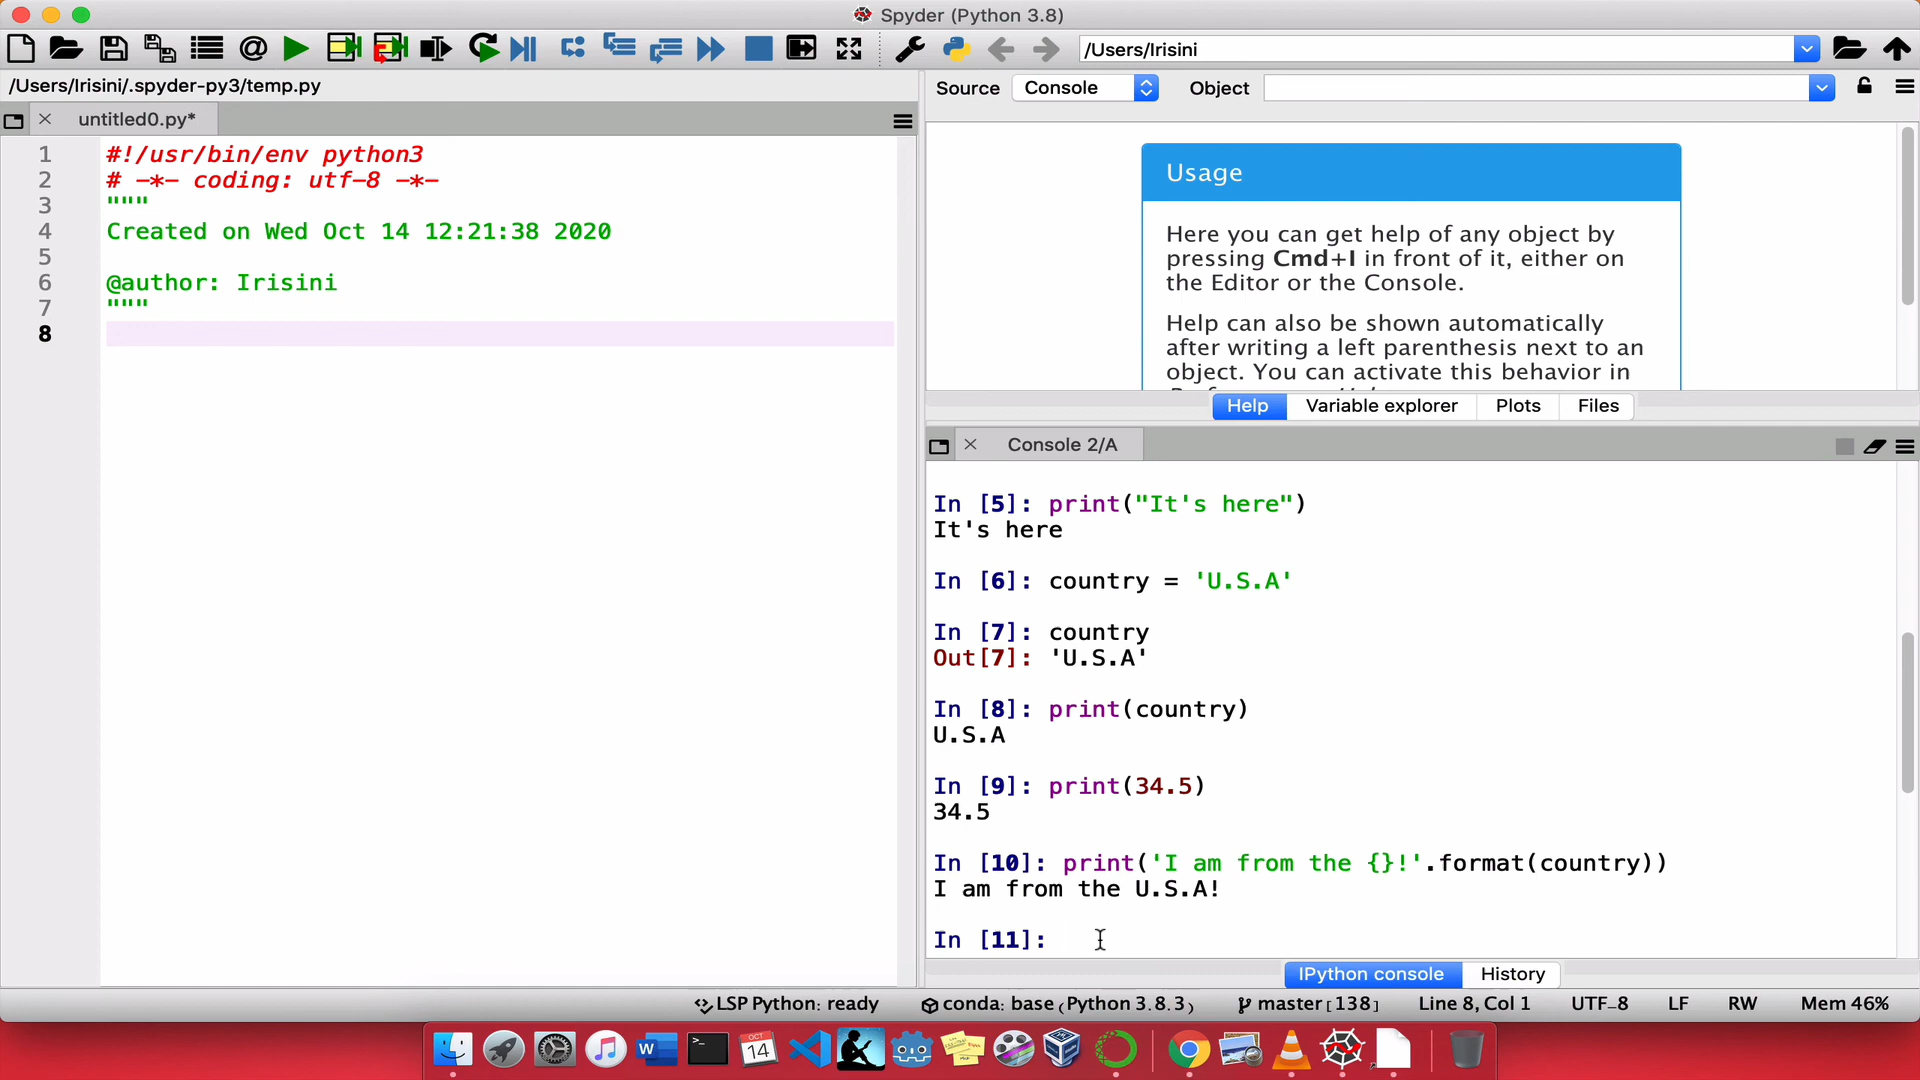 Spyder (Python 3.8)
/Users/Irisini
/Users/Irisini/.spyder-py3/temp.py
untitled0.py*
1 #!/usr/bin/env python3
2 # -*- coding: utf-8 -*-
3 """
4 Created on Wed Oct 14 12:21:38 2020
5
6 @author: Irisini
7 """
8
Source Console Object
Usage
Here you can get help of any object by
pressing Cmd+I in front of it, either on
the Editor or the Console.
Help can also be shown automatically
after writing a left parenthesis next to an
object. You can activate this behavior in
Help Variable explorer Plots Files
Console 2/A
In [5]: print("It's here")
It's here
In [6]: country = 'U.S.A'
In [7]: country
Out[7]: 'U.S.A'
In [8]: print(country)
U.S.A
In [9]: print(34.5)
34.5
In [10]: print('I am from the {}!'.format(country))
I am from the U.S.A!
In [11]:
IPython console History
LSP Python: ready conda: base (Python 3.8.3) master [138] Line 8, Col 1 UTF-8 LF RW Mem 46%
W >_ OCT 14